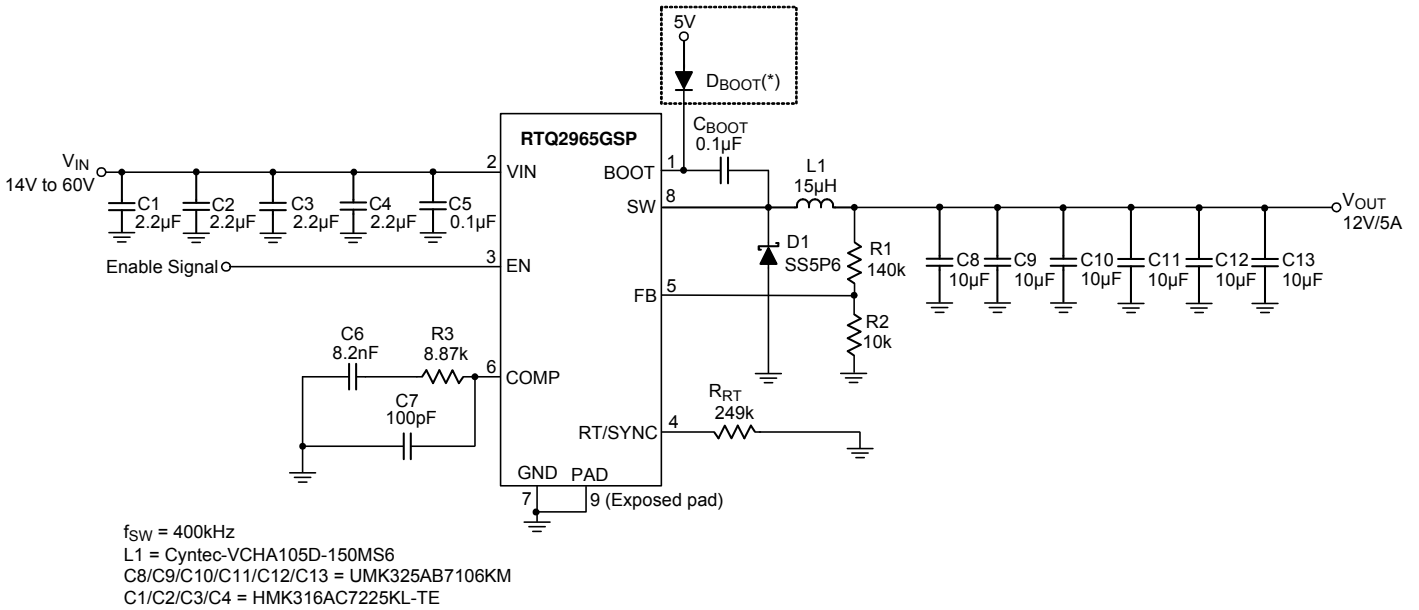 5V
DBOOT(*)
RTQ2965GSP
CBOOT
0.1µF
VIN
14V to 60V
2
VIN
BOOT
1
L1
15µH
SW
8
VOUT
12V/5A
C1
2.2µF
C2
2.2µF
C3
2.2µF
C4
2.2µF
C5
0.1µF
D1
SS5P6
R1
140k
C8
10µF
C9
10µF
C10
10µF
C11
10µF
C12
10µF
C13
10µF
Enable Signal
3
EN
FB
5
R2
10k
C6
8.2nF
R3
8.87k
6
COMP
C7
100pF
RRT
249k
RT/SYNC
4
GND
PAD
7
9 (Exposed pad)
fSW = 400kHz
L1 = Cyntec-VCHA105D-150MS6
C8/C9/C10/C11/C12/C13 = UMK325AB7106KM
C1/C2/C3/C4 = HMK316AC7225KL-TE